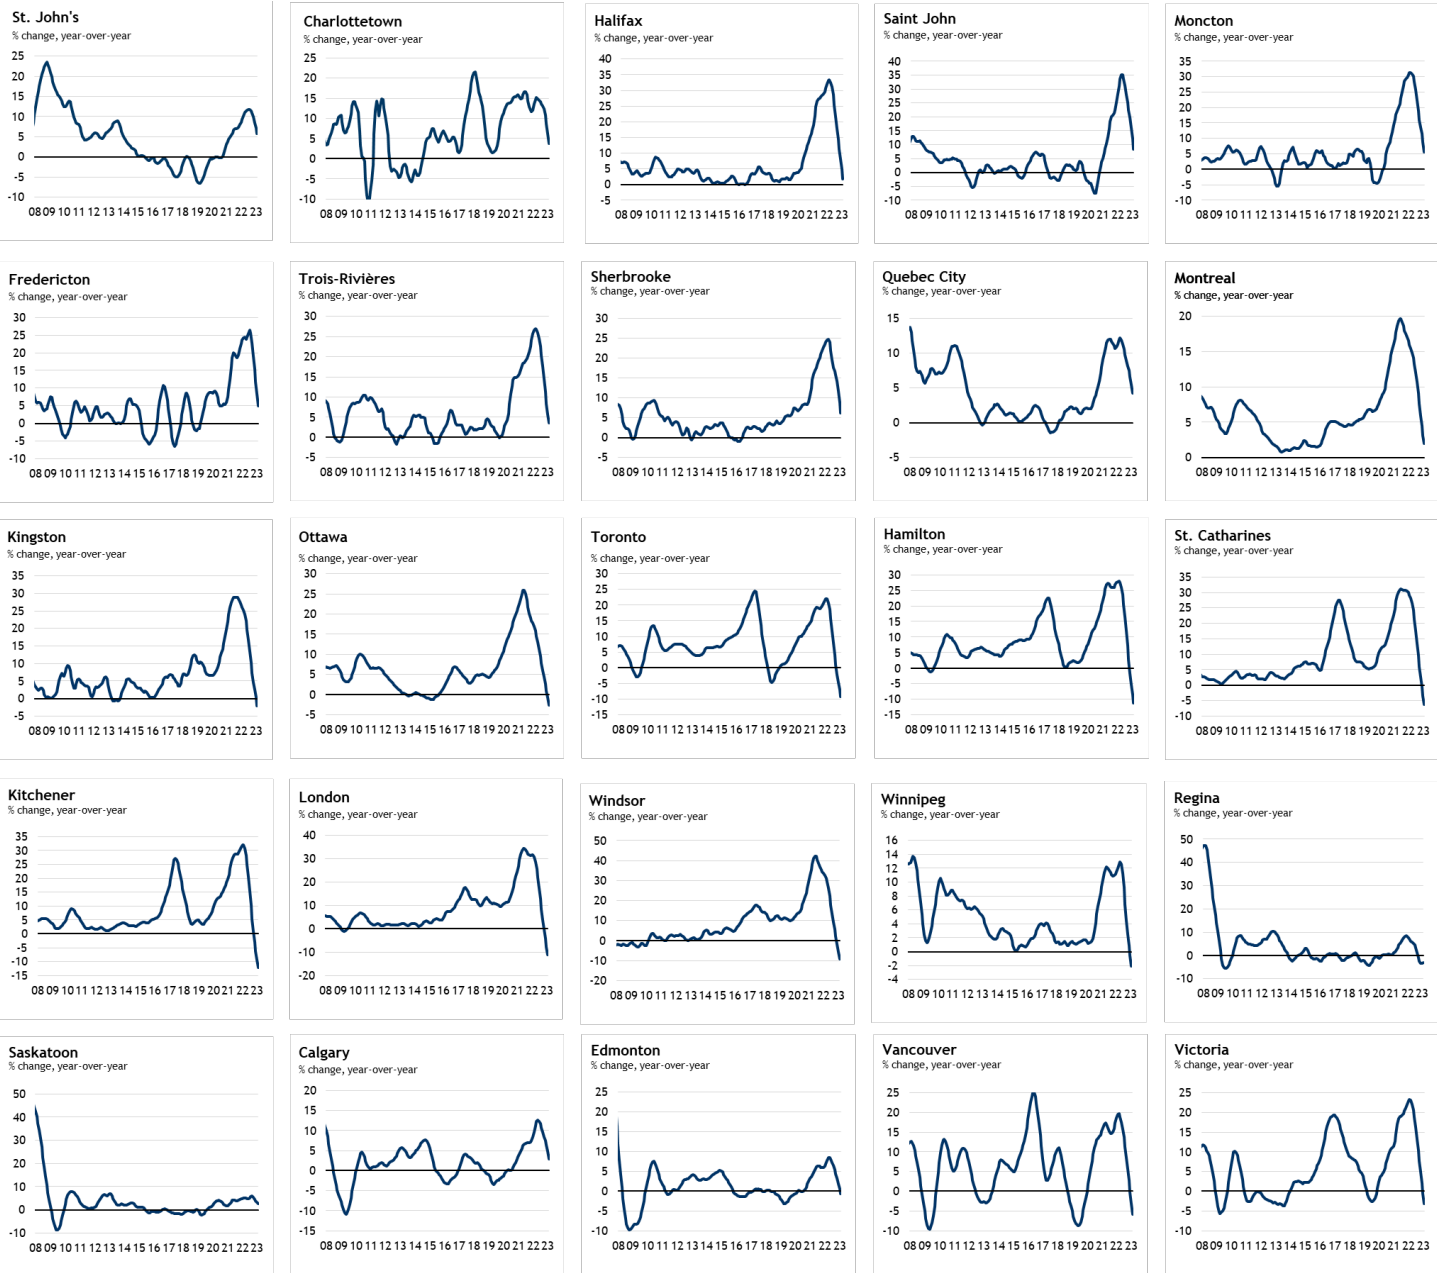 St. John's
% change, year-over-year
25
20
15
10
5
0
-5
-10
08 09 10 11 12 13 14 15 16 17 18 19 20 21 22 23
Charlottetown
% change, year-over-year
25
20
15
10
5
0
-5
-10
08 09 10 11 12 13 14 15 16 17 18 19 20 21 22 23
Halifax
% change, year-over-year
40
35
30
25
20
15
10
5
0
-5
08 09 10 11 12 13 14 15 16 17 18 19 20 21 22 23
Saint John
% change, year-over-year
40
35
30
25
20
15
10
5
0
-5
-10
08 09 10 11 12 13 14 15 16 17 18 19 20 21 22 23
Moncton
% change, year-over-year
35
30
25
20
15
10
5
0
-5
-10
08 09 10 11 12 13 14 15 16 17 18 19 20 21 22 23
Fredericton
% change, year-over-year
30
25
20
15
10
5
0
-5
-10
08 09 10 11 12 13 14 15 16 17 18 19 20 21 22 23
Trois-Rivières
% change, year-over-year
30
25
20
15
10
5
0
-5
08 09 10 11 12 13 14 15 16 17 18 19 20 21 22 23
Sherbrooke
% change, year-over-year
30
25
20
15
10
5
0
-5
08 09 10 11 12 13 14 15 16 17 18 19 20 21 22 23
Quebec City
% change, year-over-year
15
10
5
0
-5
08 09 10 11 12 13 14 15 16 17 18 19 20 21 22 23
Montreal
% change, year-over-year
20
15
10
5
0
08 09 10 11 12 13 14 15 16 17 18 19 20 21 22 23
Kingston
% change, year-over-year
35
30
25
20
15
10
5
0
-5
08 09 10 11 12 13 14 15 16 17 18 19 20 21 22 23
Ottawa
% change, year-over-year
30
25
20
15
10
5
0
-5
08 09 10 11 12 13 14 15 16 17 18 19 20 21 22 23
Toronto
% change, year-over-year
30
25
20
15
10
5
0
-5
-10
-15
08 09 10 11 12 13 14 15 16 17 18 19 20 21 22 23
Hamilton
% change, year-over-year
30
25
20
15
10
5
0
-5
-10
-15
08 09 10 11 12 13 14 15 16 17 18 19 20 21 22 23
St. Catharines
% change, year-over-year
35
30
25
20
15
10
5
0
-5
-10
08 09 10 11 12 13 14 15 16 17 18 19 20 21 22 23
Kitchener
% change, year-over-year
35
30
25
20
15
10
5
0
-5
-10
-15
08 09 10 11 12 13 14 15 16 17 18 19 20 21 22 23
London
% change, year-over-year
40
30
20
10
0
-10
-20
08 09 10 11 12 13 14 15 16 17 18 19 20 21 22 23
Windsor
% change, year-over-year
50
40
30
20
10
0
-10
-20
08 09 10 11 12 13 14 15 16 17 18 19 20 21 22 23
Winnipeg
% change, year-over-year
16
14
12
10
8
6
4
2
0
-2
-4
08 09 10 11 12 13 14 15 16 17 18 19 20 21 22 23
Regina
% change, year-over-year
50
40
30
20
10
0
-10
08 09 10 11 12 13 14 15 16 17 18 19 20 21 22 23
Saskatoon
% change, year-over-year
50
40
30
20
10
0
-10
08 09 10 11 12 13 14 15 16 17 18 19 20 21 22 23
Calgary
% change, year-over-year
20
15
10
5
0
-5
-10
-15
08 09 10 11 12 13 14 15 16 17 18 19 20 21 22 23
Edmonton
% change, year-over-year
25
20
15
10
5
0
-5
-10
08 09 10 11 12 13 14 15 16 17 18 19 20 21 22 23
Vancouver
% change, year-over-year
25
20
15
10
5
0
-5
-10
08 09 10 11 12 13 14 15 16 17 18 19 20 21 22 23
Victoria
% change, year-over-year
25
20
15
10
5
0
-5
-10
08 09 10 11 12 13 14 15 16 17 18 19 20 21 22 23